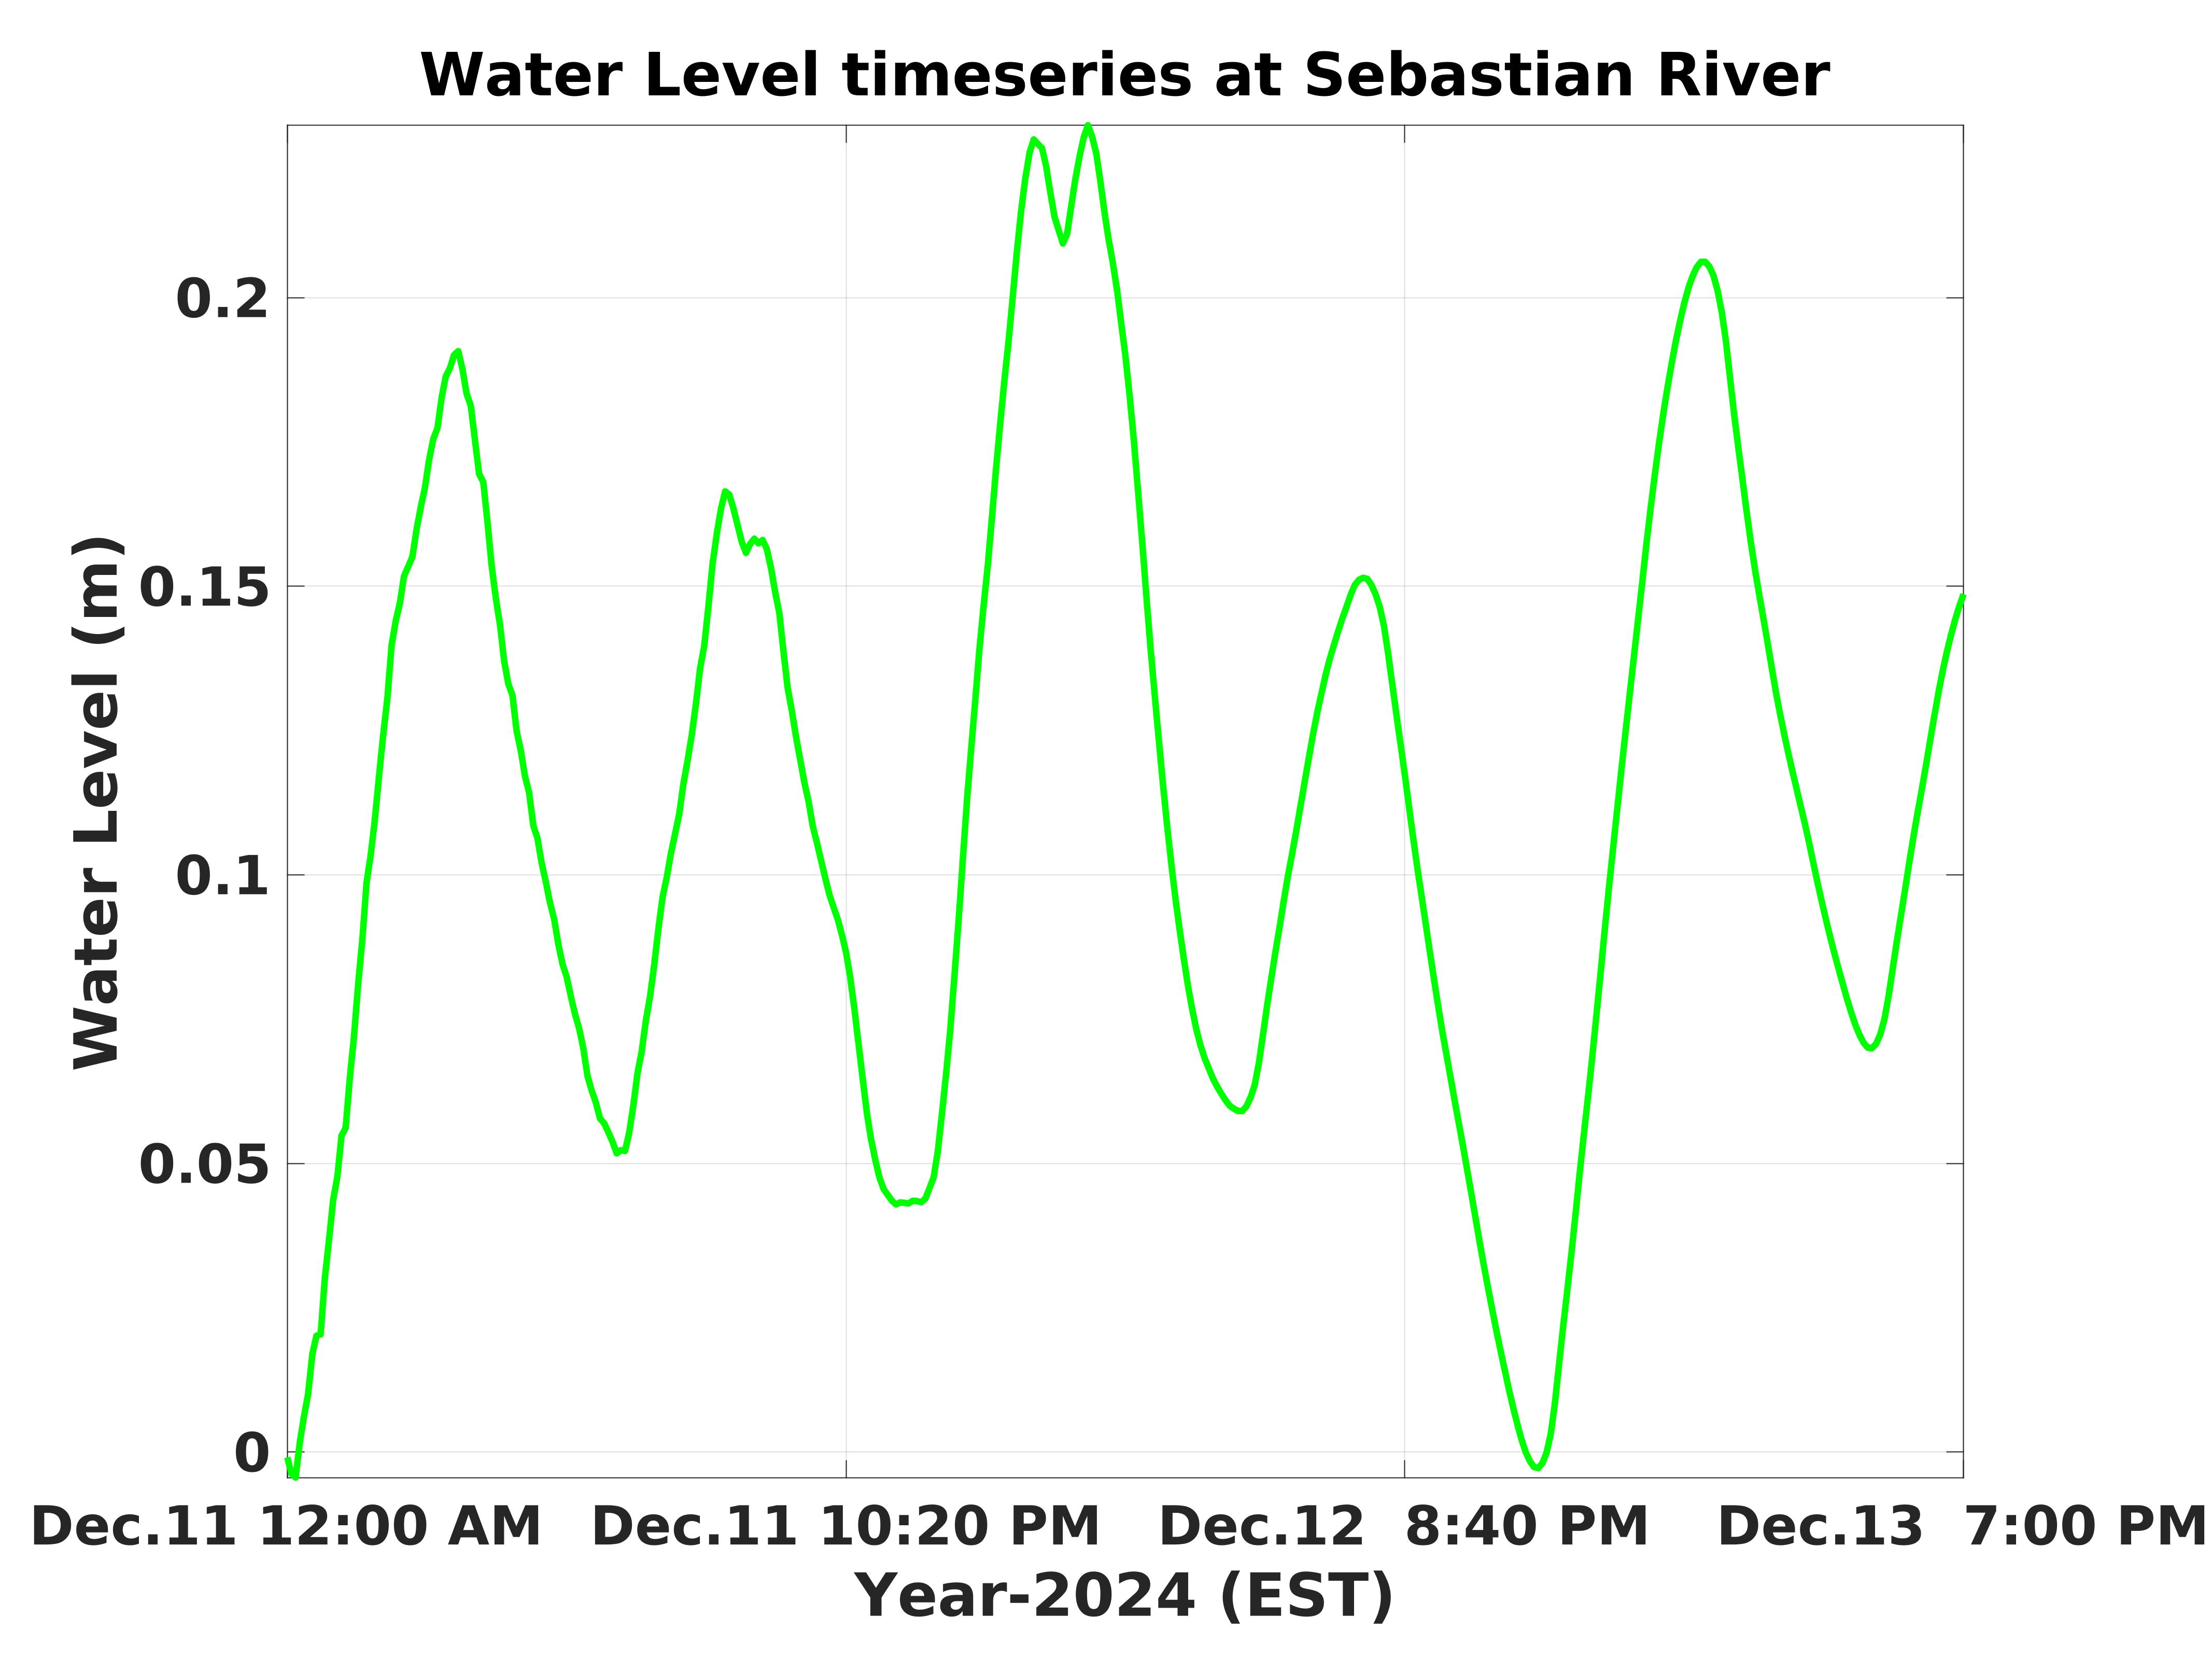 Water Level timeseries at Sebastian River
Water Level (m)
0.2
0.15
0.1
0.05
0
Dec.11 12:00 AM Dec.11 10:20 PM Dec.12 8:40 PM Dec.13 7:00 PM
Year-2024 (EST)